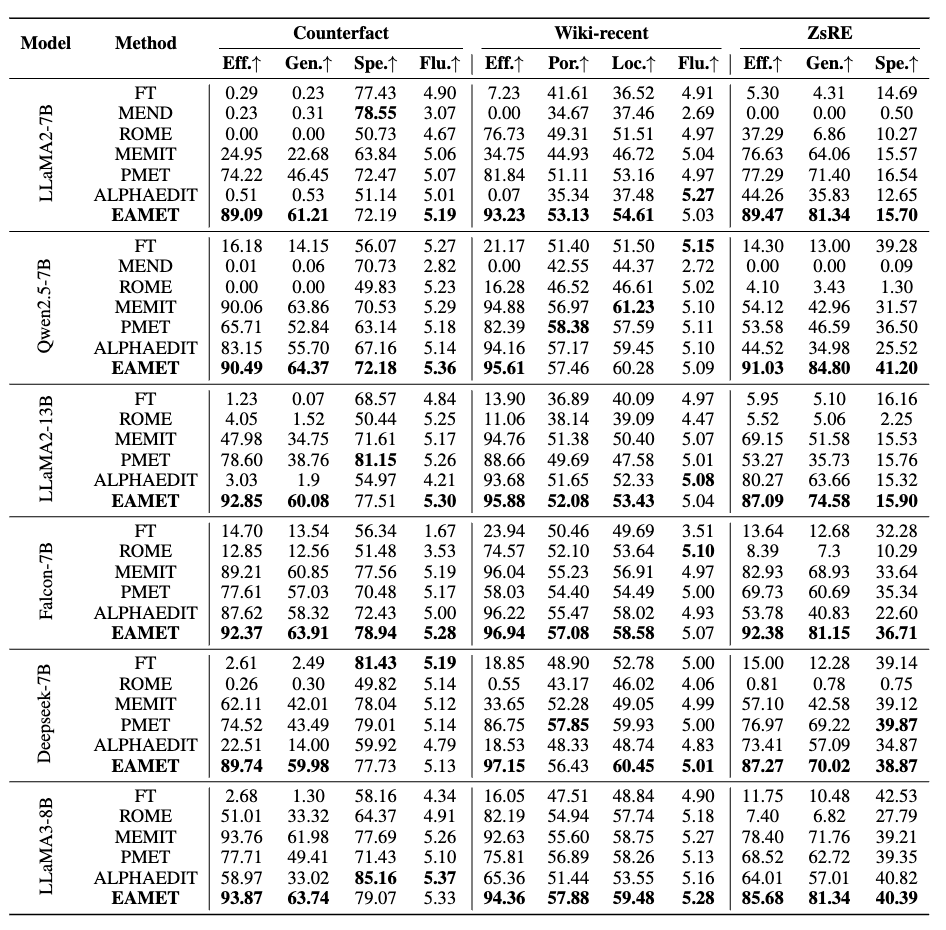 Model Method Counterfact Wiki-recent ZsRE
Eff.↑ Gen.↑ Spe.↑ Flu.↑ Eff.↑ Por.↑ Loc.↑ Flu.↑ Eff.↑ Gen.↑ Spe.↑
LLaMA2-7B
FT 0.29 0.23 77.43 4.90 7.23 41.61 36.52 4.91 5.30 4.31 14.69
MEND 0.23 0.31 78.55 3.07 0.00 34.67 37.46 2.69 0.00 0.00 0.50
ROME 0.00 0.00 50.73 4.67 76.73 49.31 51.51 4.97 37.29 6.86 10.27
MEMIT 24.95 22.68 63.84 5.06 34.75 44.93 46.72 5.04 76.63 64.06 15.57
PMET 74.22 46.45 72.47 5.07 81.84 51.11 53.16 4.97 77.29 71.40 16.54
ALPHAEDIT 0.51 0.53 51.14 5.01 0.07 35.34 37.48 5.27 44.26 35.83 12.65
EAMET 89.09 61.21 72.19 5.19 93.23 53.13 54.61 5.03 89.47 81.34 15.70
Qwen2.5-7B
FT 16.18 14.15 56.07 5.27 21.17 51.40 51.50 5.15 14.30 13.00 39.28
MEND 0.01 0.06 70.73 2.82 0.00 42.55 44.37 2.72 0.00 0.00 0.09
ROME 0.00 0.00 49.83 5.23 16.28 46.52 46.61 5.02 4.10 3.43 1.30
MEMIT 90.06 63.86 70.53 5.29 94.88 56.97 61.23 5.10 54.12 42.96 31.57
PMET 65.71 52.84 63.14 5.18 82.39 58.38 57.59 5.11 53.58 46.59 36.50
ALPHAEDIT 83.15 55.70 67.16 5.14 94.16 57.17 59.45 5.10 44.52 34.98 25.52
EAMET 90.49 64.37 72.18 5.36 95.61 57.46 60.28 5.09 91.03 84.80 41.20
LLaMA2-13B
FT 1.23 0.07 68.57 4.84 13.90 36.89 40.09 4.97 5.95 5.10 16.16
ROME 4.05 1.52 50.44 5.25 11.06 38.14 39.09 4.47 5.52 5.06 2.25
MEMIT 47.98 34.75 71.61 5.17 94.76 51.38 50.40 5.07 69.15 51.58 15.53
PMET 78.60 38.76 81.15 5.26 88.66 49.69 47.58 5.01 53.27 35.73 15.76
ALPHAEDIT 3.03 1.9 54.97 4.21 93.68 51.65 52.33 5.08 80.27 63.66 15.32
EAMET 92.85 60.08 77.51 5.30 95.88 52.08 53.43 5.04 87.09 74.58 15.90
Falcon-7B
FT 14.70 13.54 56.34 1.67 23.94 50.46 49.69 3.51 13.64 12.68 32.28
ROME 12.85 12.56 51.48 3.53 74.57 52.10 53.64 5.10 8.39 7.3 10.29
MEMIT 89.21 60.85 77.56 5.19 96.04 55.23 56.91 4.97 82.93 68.93 33.64
PMET 77.61 57.03 70.48 5.17 58.03 54.40 54.49 5.00 69.73 60.69 35.34
ALPHAEDIT 87.62 58.32 72.43 5.00 96.22 55.47 58.02 4.93 53.78 40.83 22.60
EAMET 92.37 63.91 78.94 5.28 96.94 57.08 58.58 5.07 92.38 81.15 36.71
Deepseek-7B
FT 2.61 2.49 81.43 5.19 18.85 48.90 52.78 5.00 15.00 12.28 39.14
ROME 0.26 0.30 49.82 5.14 0.55 43.17 46.02 4.06 0.81 0.78 0.75
MEMIT 62.11 42.01 78.04 5.12 33.65 52.28 49.05 4.99 57.10 42.58 39.12
PMET 74.52 43.49 79.01 5.14 86.75 57.85 59.93 5.00 76.97 69.22 39.87
ALPHAEDIT 22.51 14.00 59.92 4.79 18.53 48.33 48.74 4.83 73.41 57.09 34.87
EAMET 89.74 59.98 77.73 5.13 97.15 56.43 60.45 5.01 87.27 70.02 38.87
LLaMA3-8B
FT 2.68 1.30 58.16 4.34 16.05 47.51 48.84 4.90 11.75 10.48 42.53
ROME 51.01 33.32 64.37 4.91 82.19 54.94 57.74 5.18 7.40 6.82 27.79
MEMIT 93.76 61.98 77.69 5.26 92.63 55.60 58.75 5.27 78.40 71.76 39.21
PMET 77.71 49.41 71.43 5.10 75.81 56.89 58.26 5.13 68.52 62.72 39.35
ALPHAEDIT 58.97 33.02 85.16 5.37 65.36 51.44 53.55 5.16 64.01 57.01 40.82
EAMET 93.87 63.74 79.07 5.33 94.36 57.88 59.48 5.28 85.68 81.34 40.39